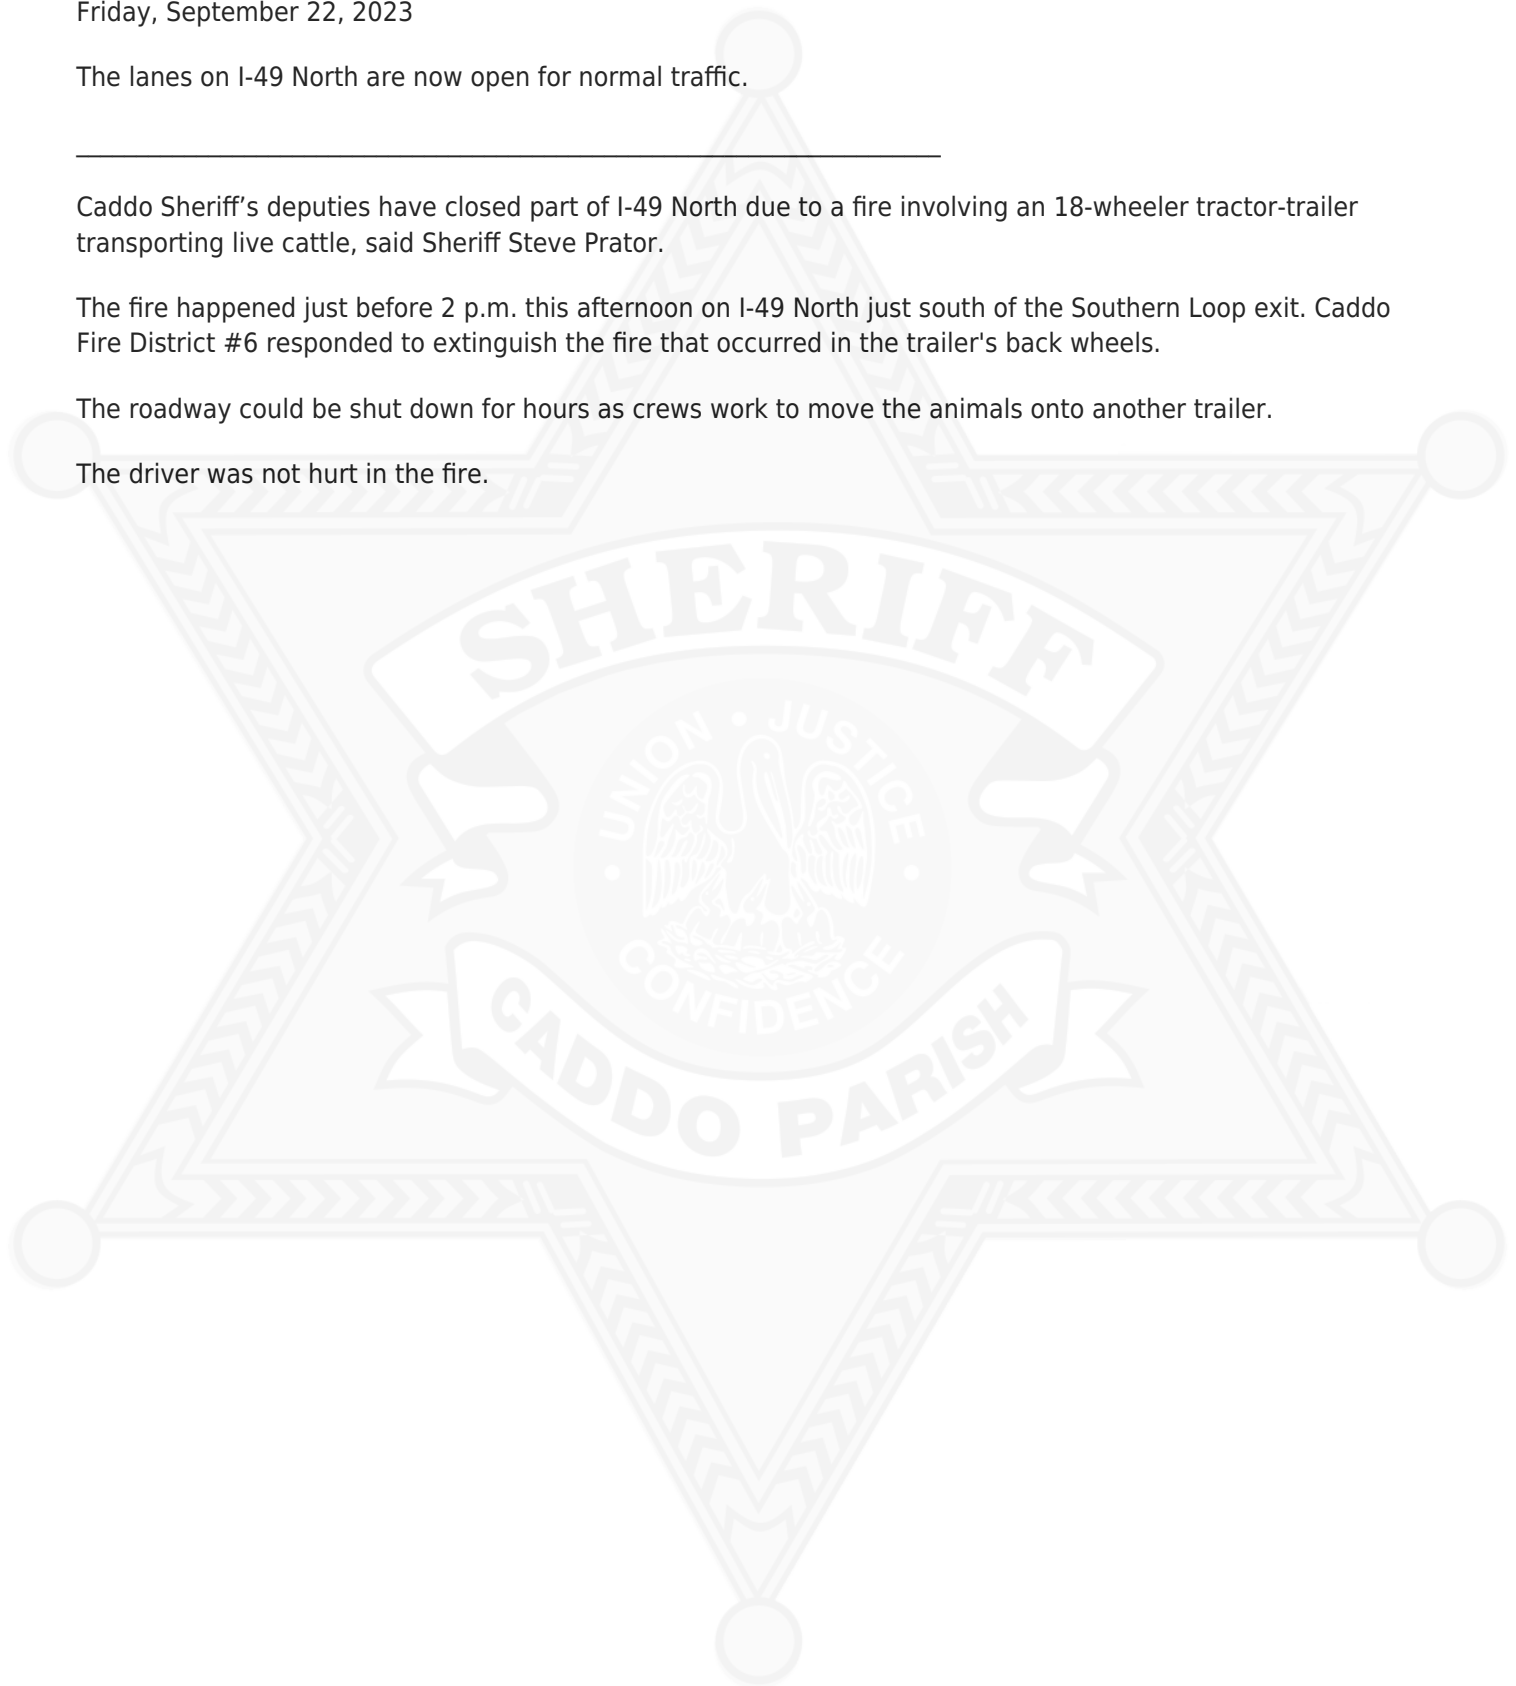 Friday, September 22, 2023
The lanes on I-49 North are now open for normal traffic.
________________________________________________________________
Caddo Sheriff’s deputies have closed part of I-49 North due to a fire involving an 18-wheeler tractor-trailer
transporting live cattle, said Sheriff Steve Prator.
The fire happened just before 2 p.m. this afternoon on I-49 North just south of the Southern Loop exit. Caddo
Fire District #6 responded to extinguish the fire that occurred in the trailer's back wheels.
The roadway could be shut down for hours as crews work to move the animals onto another trailer.
The driver was not hurt in the fire.
SHERIFF
UNION • JUSTICE
• CONFIDENCE •
CADDO PARISH